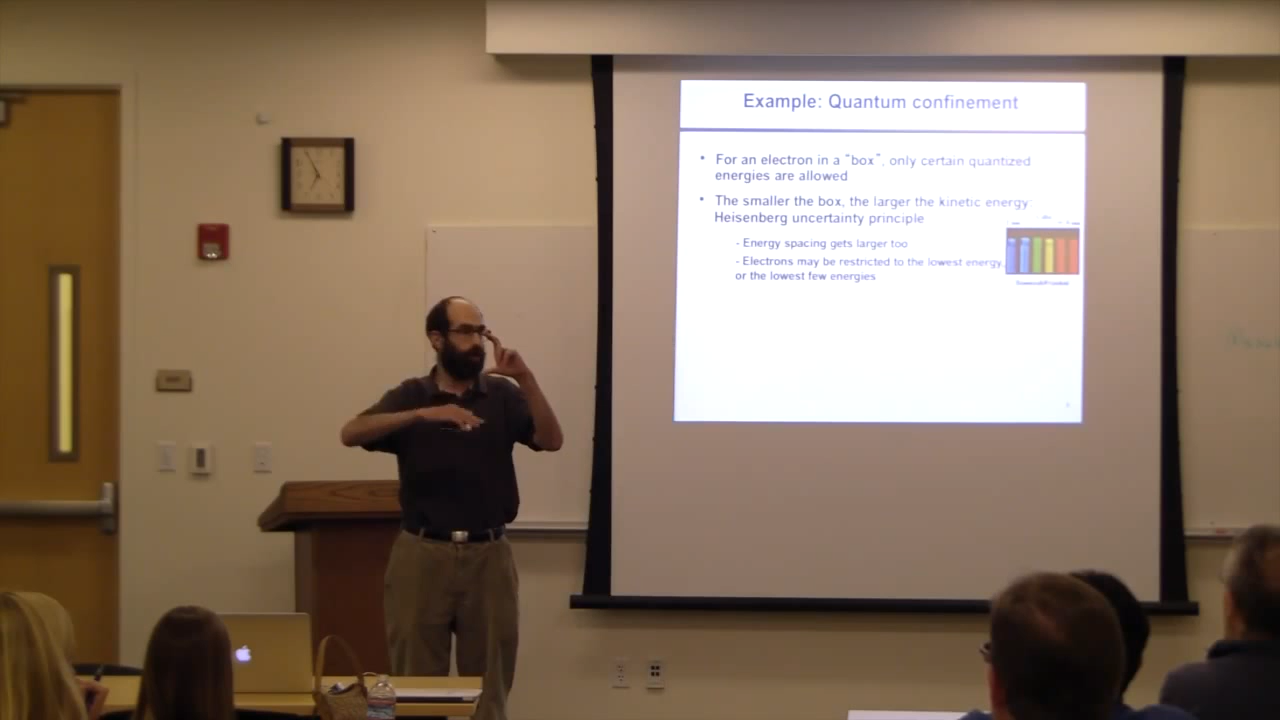 Example: Quantum confinement
• For an electron in a "box", only certain quantized
energies are allowed
• The smaller the box, the larger the kinetic energy:
Heisenberg uncertainty principle
- Energy spacing gets larger too
- Electrons may be restricted to the lowest energy,
or the lowest few energies